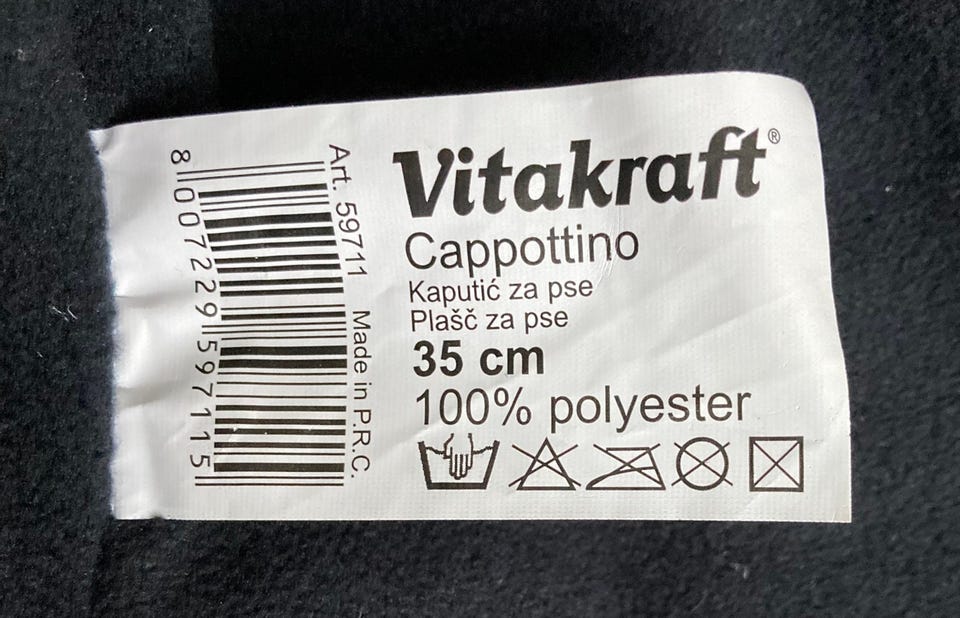 Vitakraft®
Cappottino
Kaputić za pse
Plašč za pse
35 cm
100% polyester
Art. 59711 Made in P.R.C.
8 007229 597115